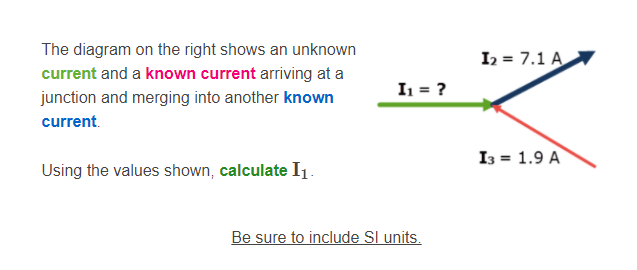 The diagram on the right shows an unknown
current and a known current arriving at a
junction and merging into another known
current.
Using the values shown, calculate I₁.
I₂ = 7.1 A
I₁ = ?
I₃ = 1.9 A
Be sure to include SI units.